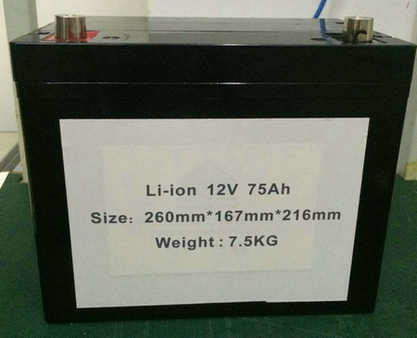 Li-ion 12V 75Ah
Size: 260mm*167mm*216mm
Weight : 7.5KG